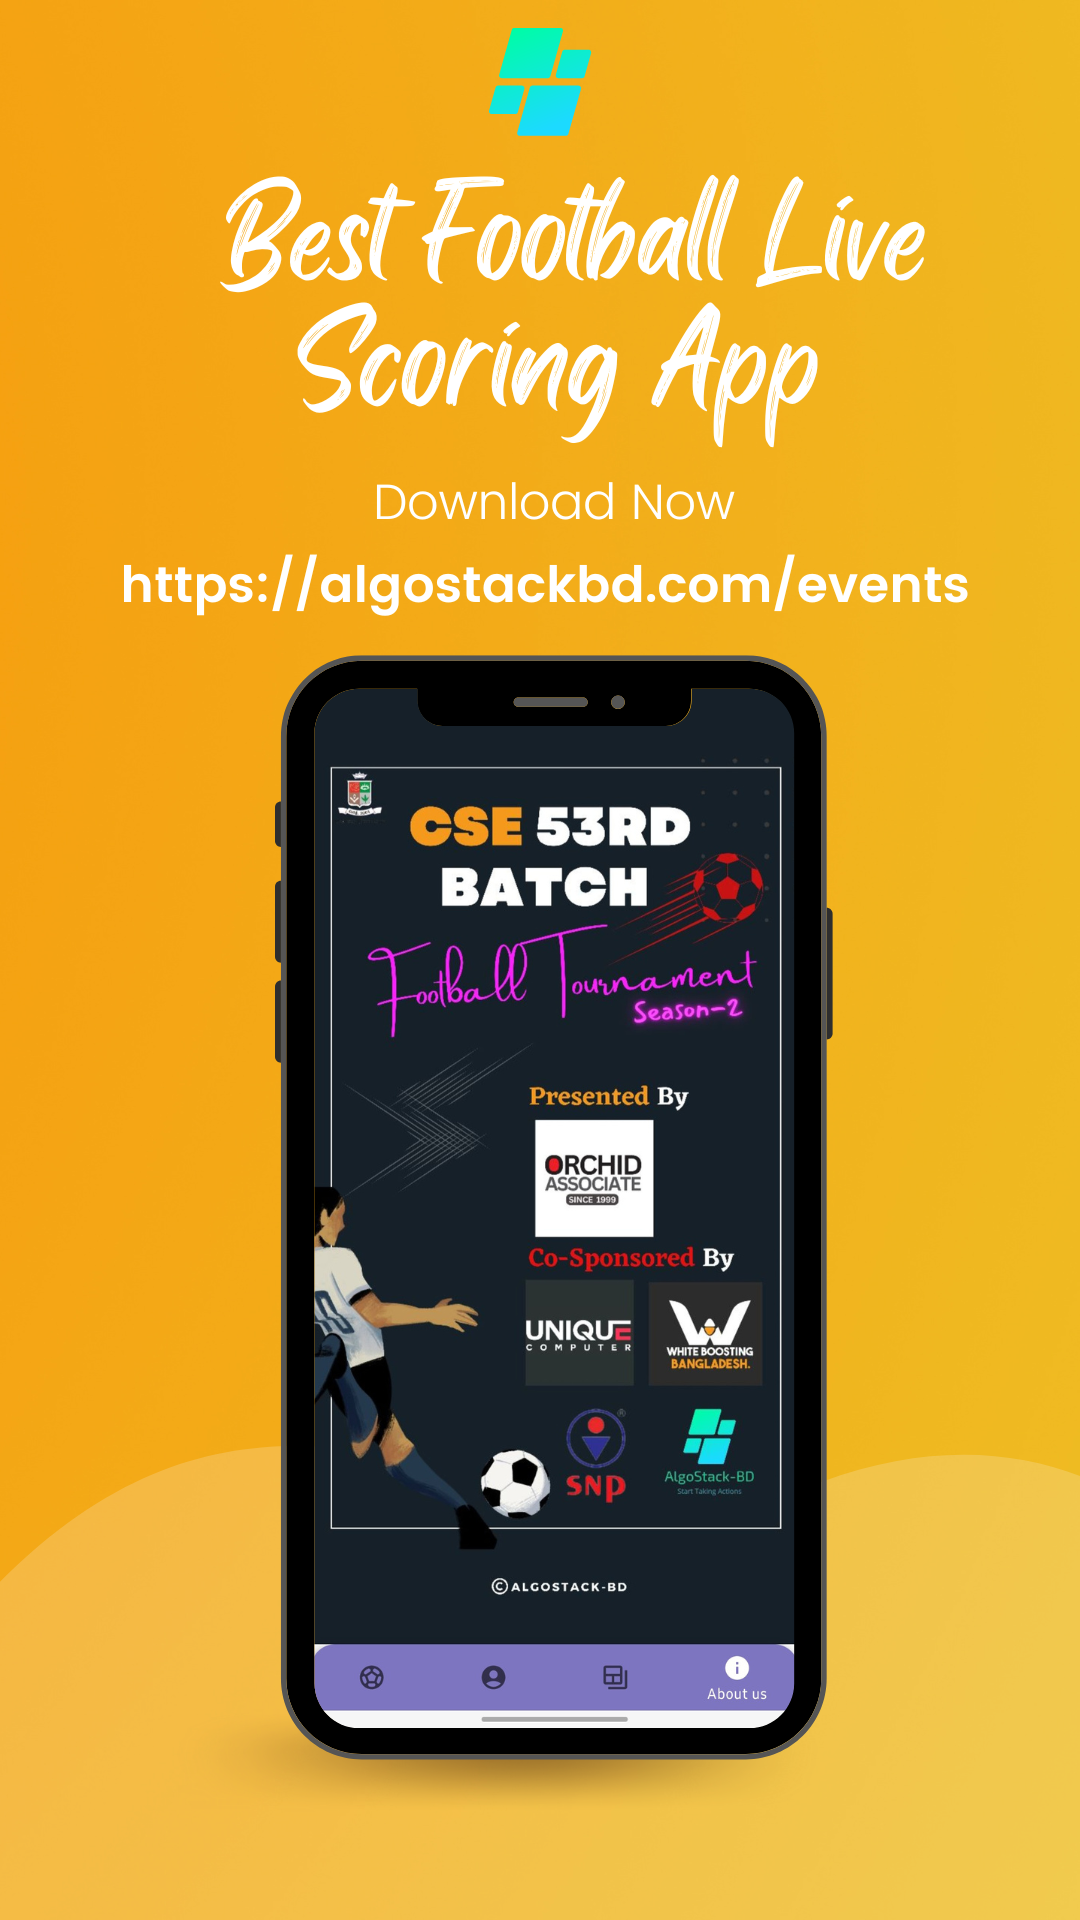 Best Football Live
Scoring App
Download Now
https://algostackbd.com/events
CSE 53RD
BATCH
Football Tournament
Season-2
Presented By
ORCHID
ASSOCIATE
SINCE 1999
Co-Sponsored By
UNIQUE
COMPUTER
WHITE BOOSTING
BANGLADESH.
®
SNP
AlgoStack-BD
Start Taking Actions
©ALGOSTACK-BD
About us